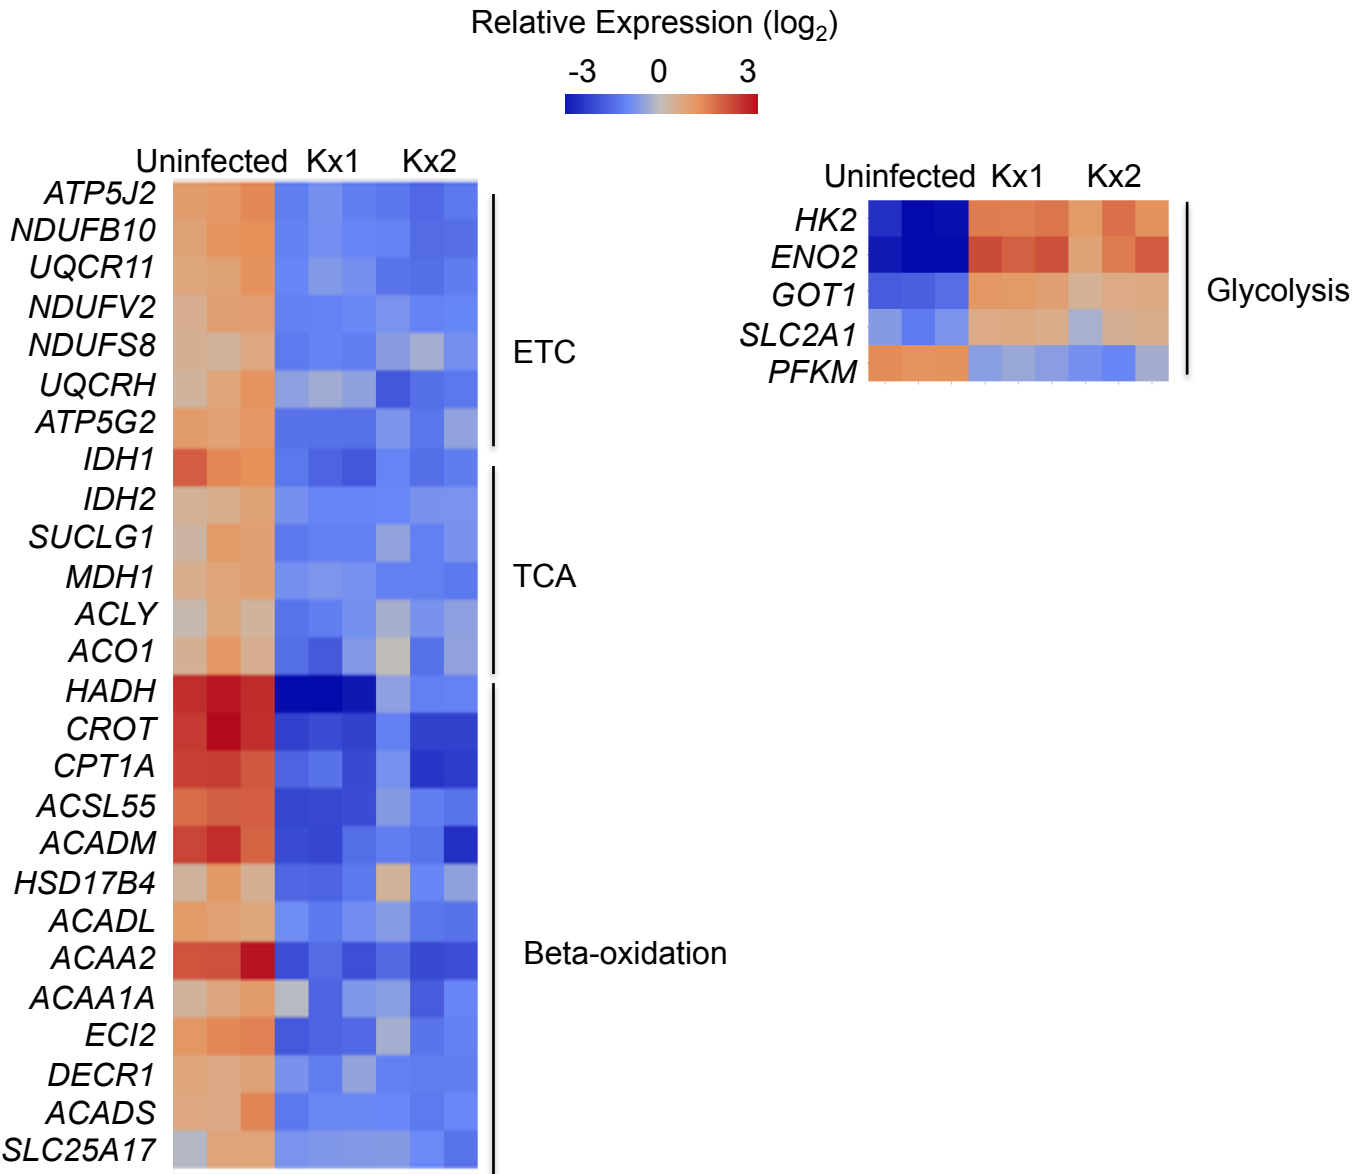 Relative Expression (log2)
-3 0 3
Uninfected Kx1 Kx2
ATP5J2
NDUFB10
UQCR11
NDUFV2
NDUFS8
UQCRH
ATP5G2
ETC
IDH1
IDH2
SUCLG1
MDH1
ACLY
ACO1
TCA
HADH
CROT
CPT1A
ACSL55
ACADM
HSD17B4
ACADL
ACAA2
ACAA1A
ECI2
DECR1
ACADS
SLC25A17
Beta-oxidation
Uninfected Kx1 Kx2
HK2
ENO2
GOT1
SLC2A1
PFKM
Glycolysis